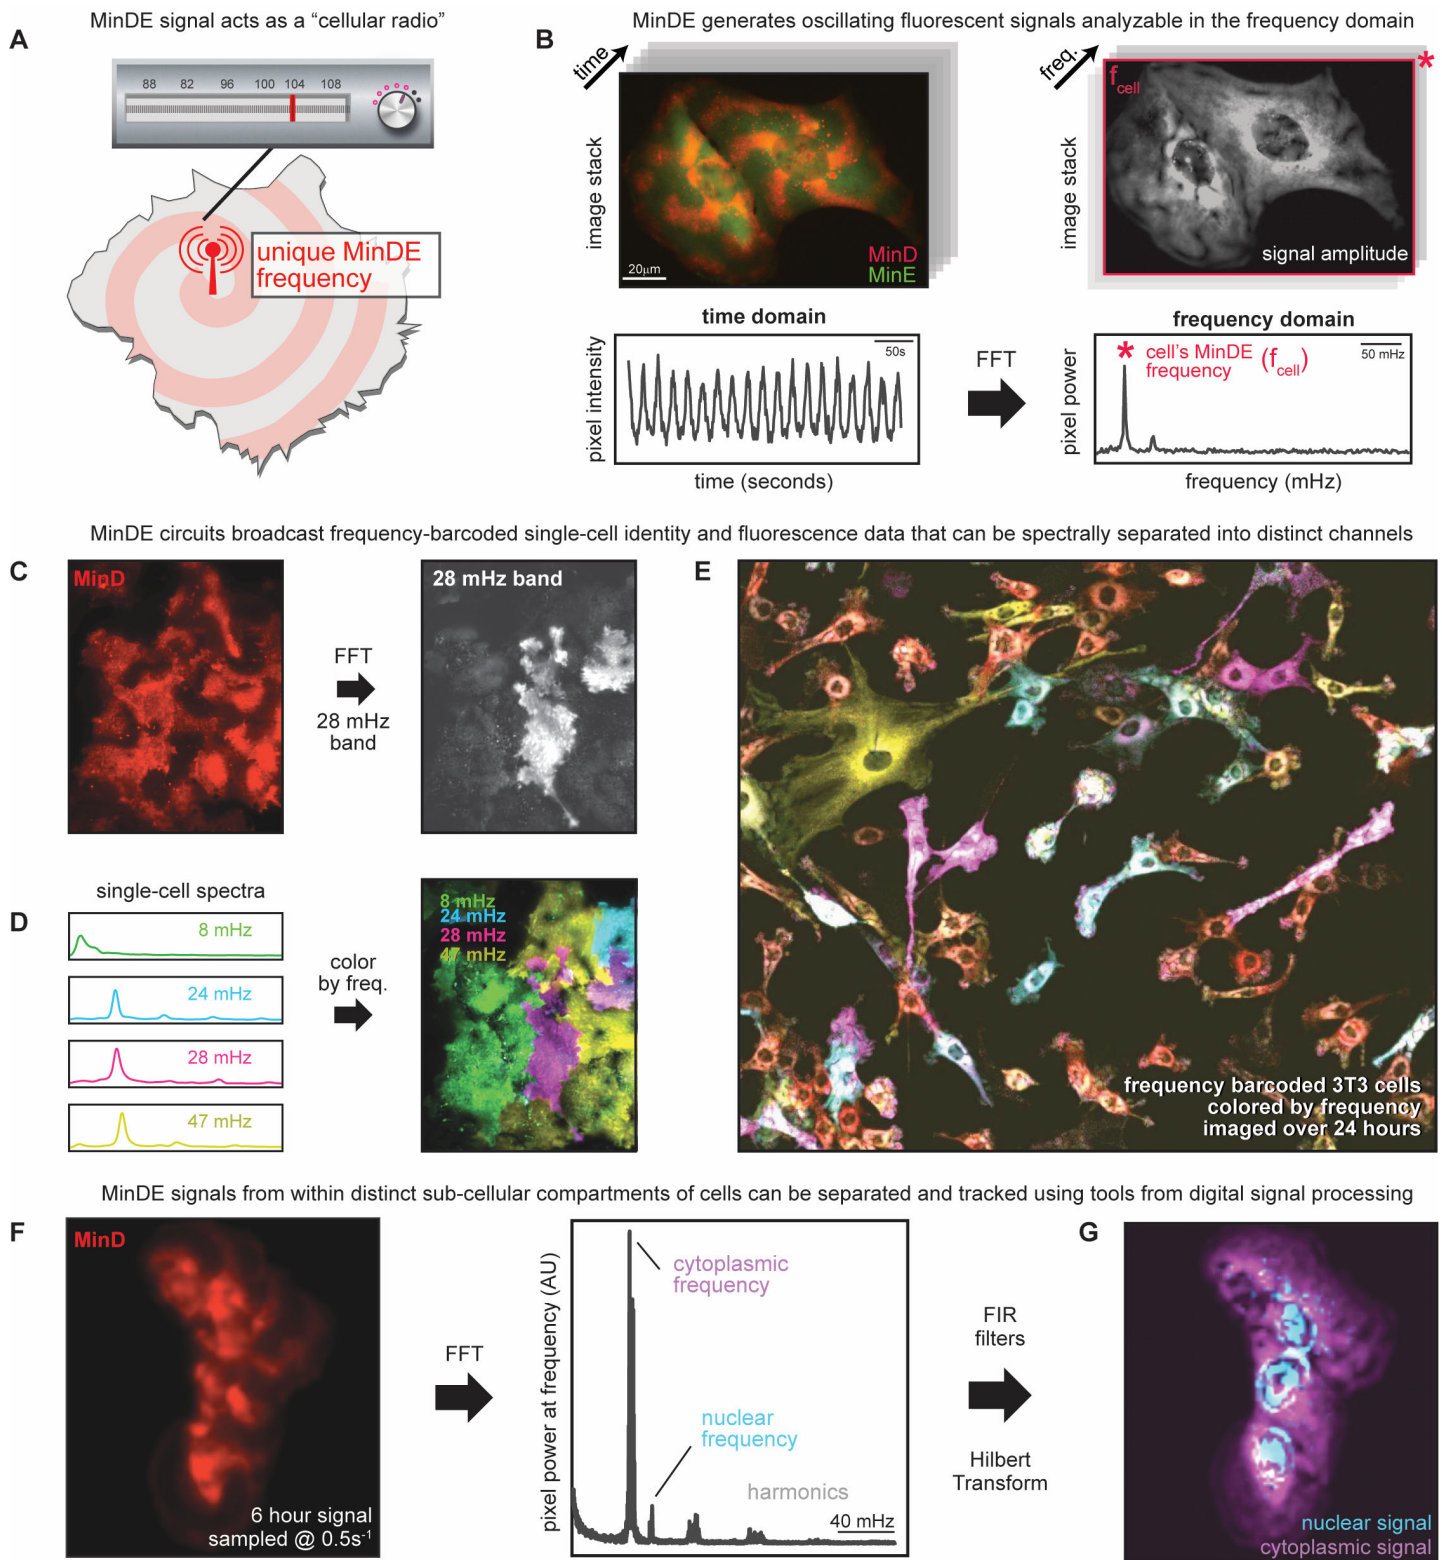 MinDE signal acts as a “cellular radio”
A
88 82 96 100 104 108
unique MinDE
frequency
MinDE generates oscillating fluorescent signals analyzable in the frequency domain
B
time
image stack
20μm
MinD
MinE
freq.
image stack
f_cell
*
signal amplitude
time domain
pixel intensity
50s
time (seconds)
FFT
frequency domain
pixel power
* cell's MinDE (f_cell)
frequency
50 mHz
frequency (mHz)
MinDE circuits broadcast frequency-barcoded single-cell identity and fluorescence data that can be spectrally separated into distinct channels
C
MinD
FFT
28 mHz
band
28 mHz band
D
single-cell spectra
8 mHz
24 mHz
28 mHz
47 mHz
color
by freq.
8 mHz
24 mHz
28 mHz
47 mHz
E
frequency barcoded 3T3 cells
colored by frequency
imaged over 24 hours
MinDE signals from within distinct sub-cellular compartments of cells can be separated and tracked using tools from digital signal processing
F
MinD
6 hour signal
sampled @ 0.5s⁻¹
FFT
pixel power at frequency (AU)
cytoplasmic
frequency
nuclear
frequency
harmonics
40 mHz
FIR
filters
Hilbert
Transform
G
nuclear signal
cytoplasmic signal